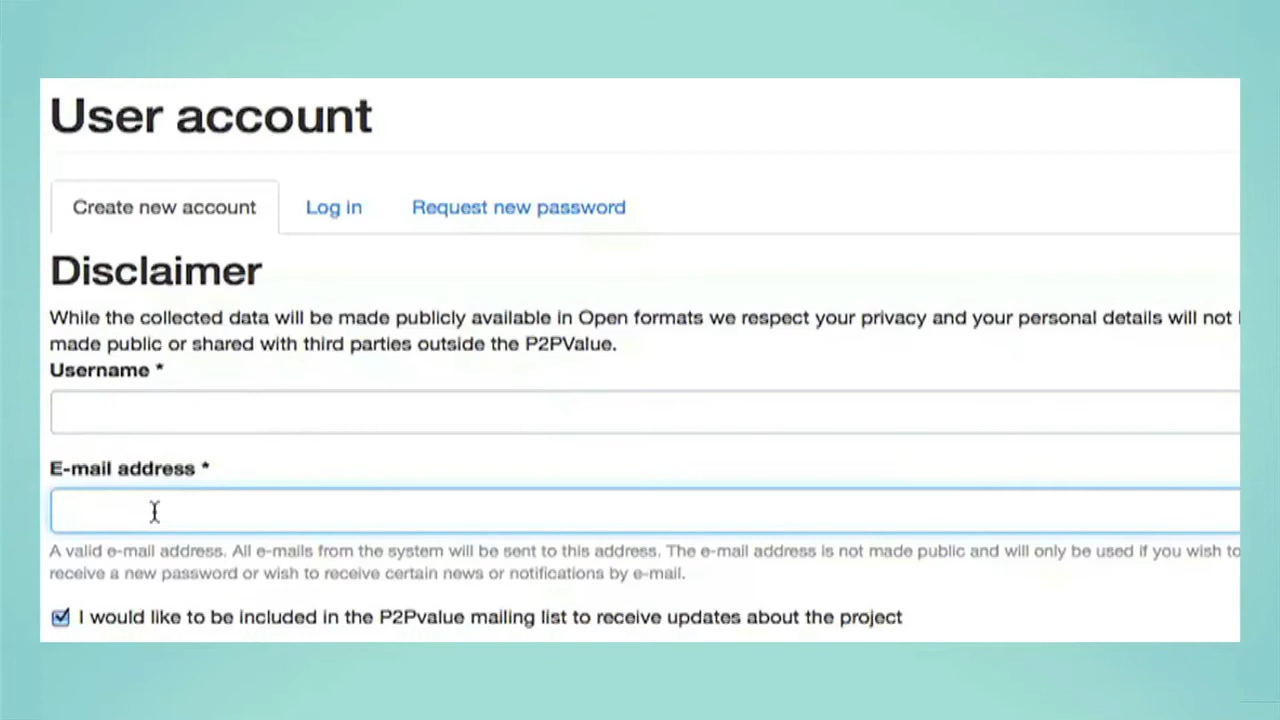 User account
Create new account
Log in
Request new password
Disclaimer
While the collected data will be made publicly available in Open formats we respect your privacy and your personal details will not
made public or shared with third parties outside the P2PValue.
Username *
E-mail address *
A valid e-mail address. All e-mails from the system will be sent to this address. The e-mail address is not made public and will only be used if you wish to
receive a new password or wish to receive certain news or notifications by e-mail.
I would like to be included in the P2Pvalue mailing list to receive updates about the project